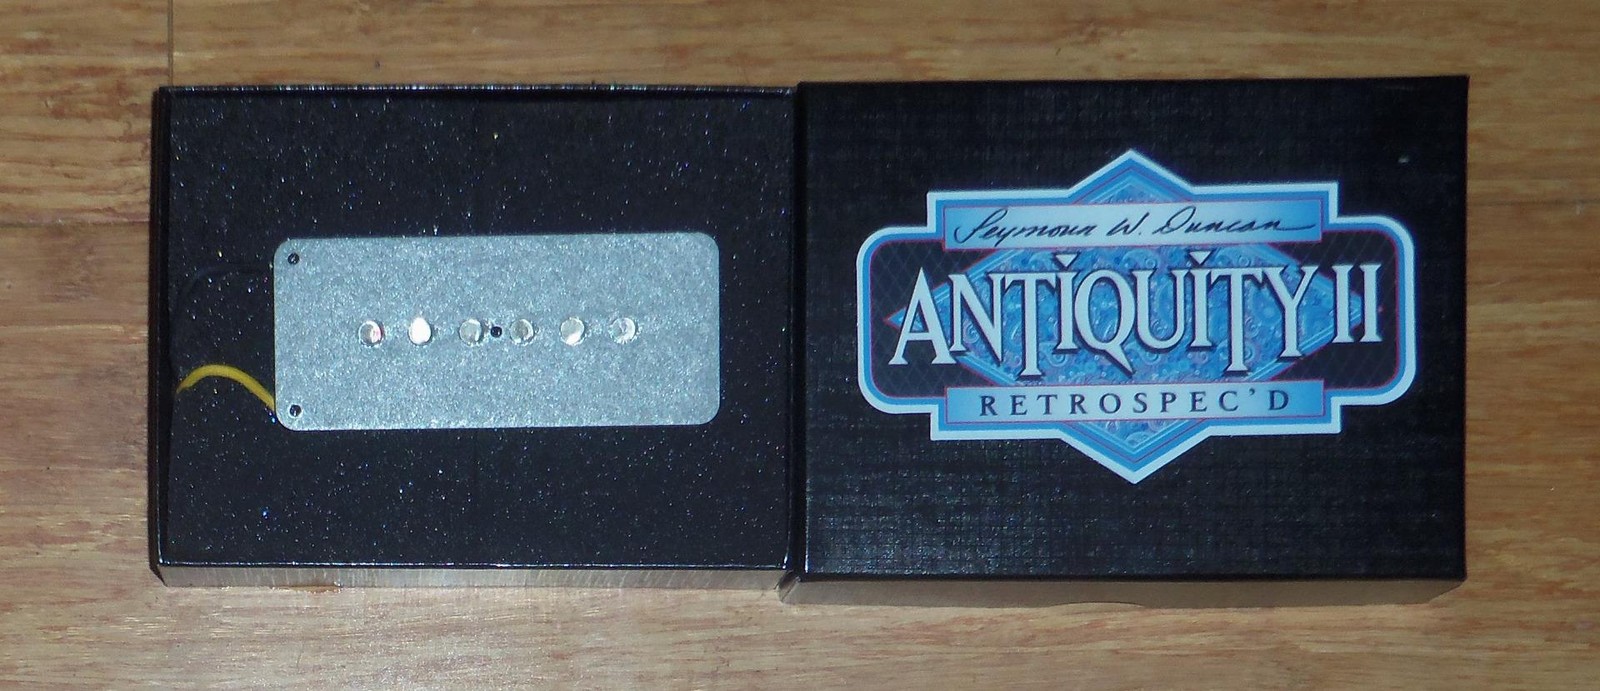 Seymour W. Duncan
ANTiQUiTY II
RETROSPEC'D